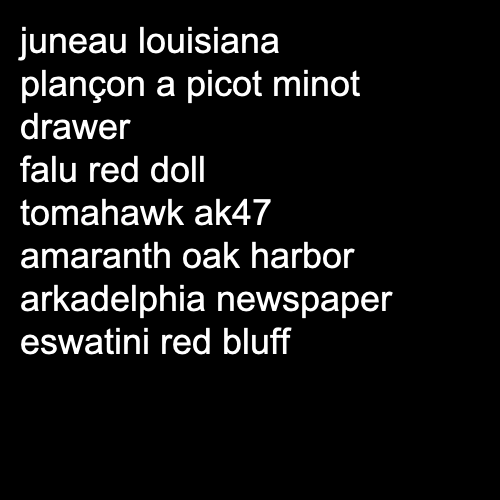 juneau louisiana
plançon a picot minot
drawer
falu red doll
tomahawk ak47
amaranth oak harbor
arkadelphia newspaper
eswatini red bluff